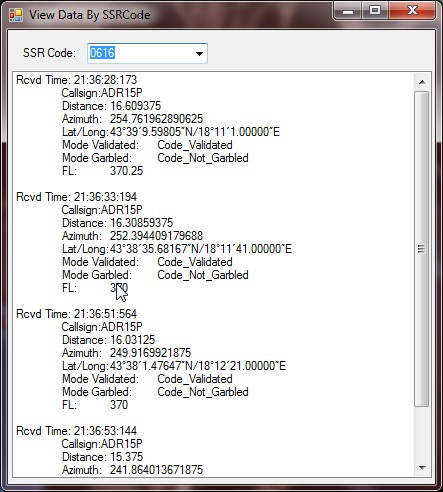 View Data By SSRCode
SSR Code: 0616
Rcvd Time: 21:36:28:173
Callsign:ADR15P
Distance: 16.609375
Azimuth: 254.761962890625
Lat/Long:43°39´9.59805˝N/18°11´1.00000˝E
Mode Validated: Code_Validated
Mode Garbled: Code_Not_Garbled
FL: 370.25
Rcvd Time: 21:36:33:194
Callsign:ADR15P
Distance: 16.30859375
Azimuth: 252.394409179688
Lat/Long:43°38´35.68167˝N/18°11´41.00000˝E
Mode Validated: Code_Validated
Mode Garbled: Code_Not_Garbled
FL: 370
Rcvd Time: 21:36:51:564
Callsign:ADR15P
Distance: 16.03125
Azimuth: 249.9169921875
Lat/Long:43°38´1.47647˝N/18°12´21.00000˝E
Mode Validated: Code_Validated
Mode Garbled: Code_Not_Garbled
FL: 370
Rcvd Time: 21:36:53:144
Callsign:ADR15P
Distance: 15.375
Azimuth: 241.864013671875